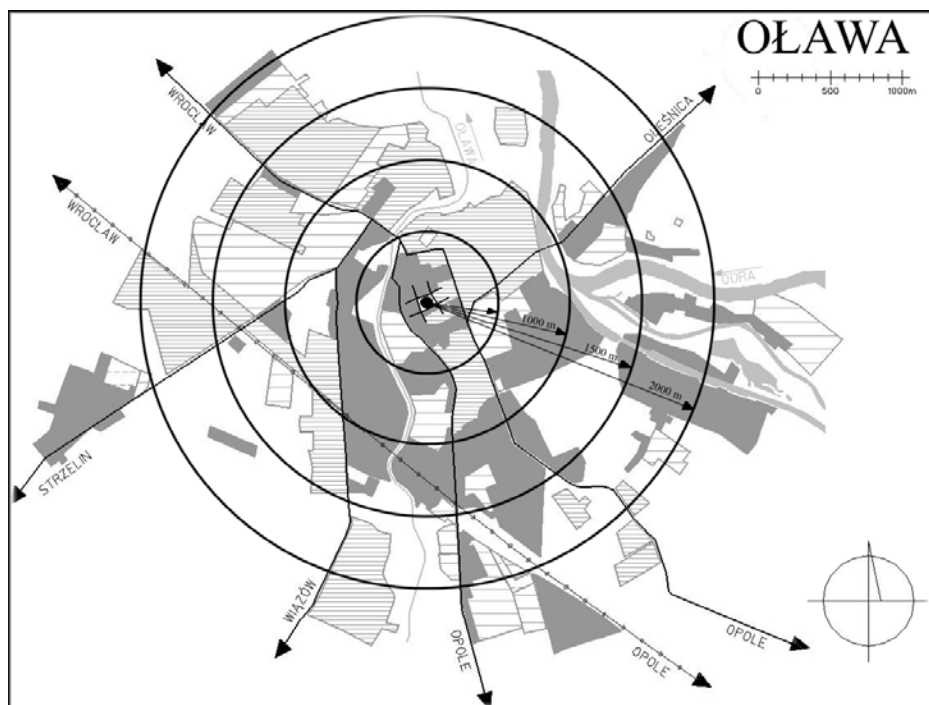 OŁAWA
0 500 1000m
WROCŁAW
OLEŚNICA
OŁAWA
WROCŁAW
ODRA
1000 m
1500 m
2000 m
STRZELIN
WIĄZÓW
OPOLE
OPOLE
OPOLE